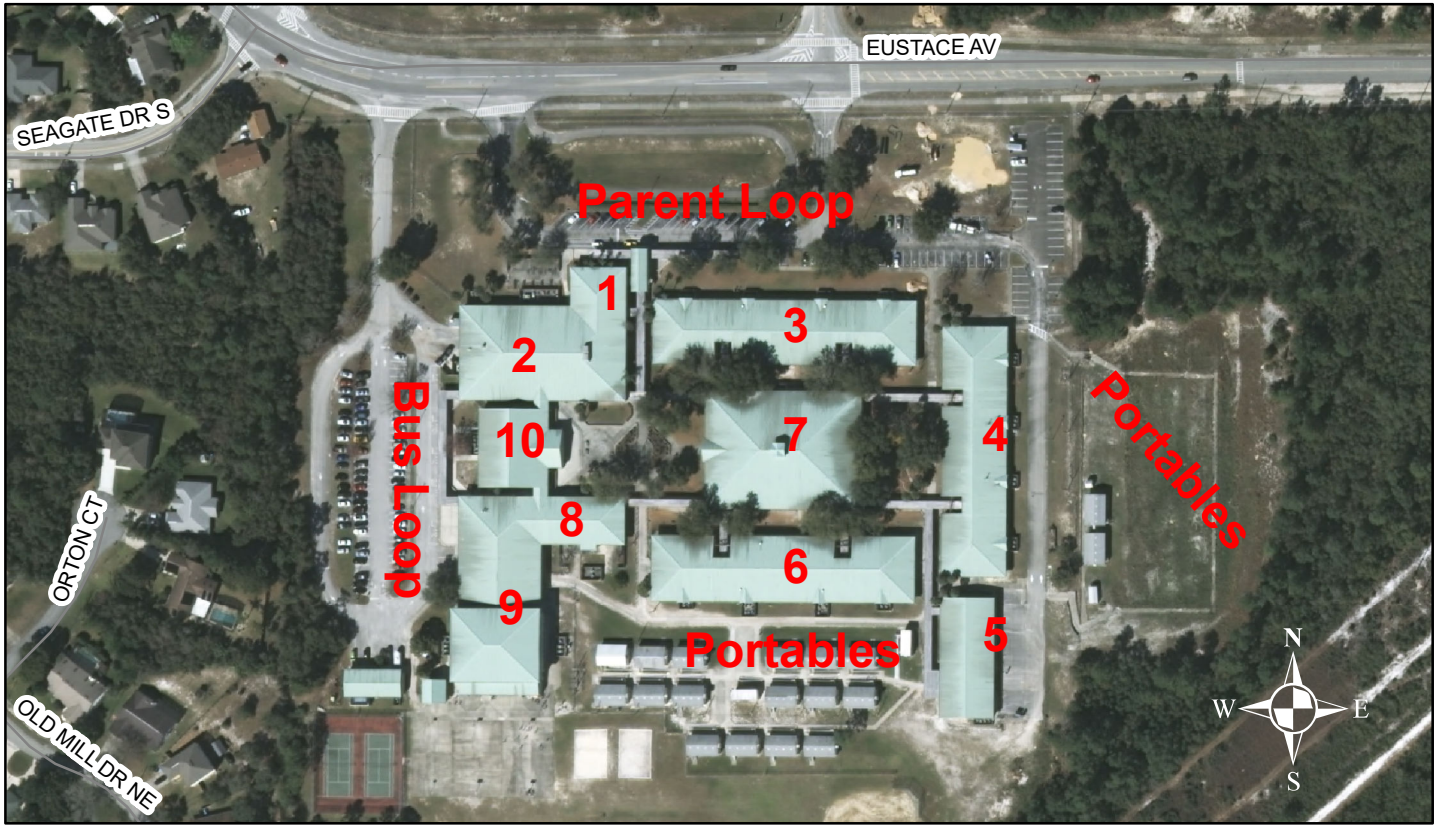 EUSTACE AV
SEAGATE DR S
Parent Loop
1
3
2
Bus Loop
10
7
4
Portables
8
ORTON CT
6
9
5
Portables
N
W E
S
OLD MILL DR NE